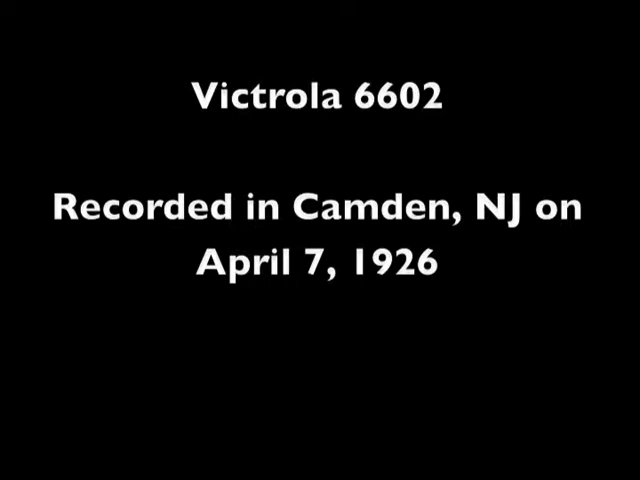 Victrola 6602
Recorded in Camden, NJ on
April 7, 1926